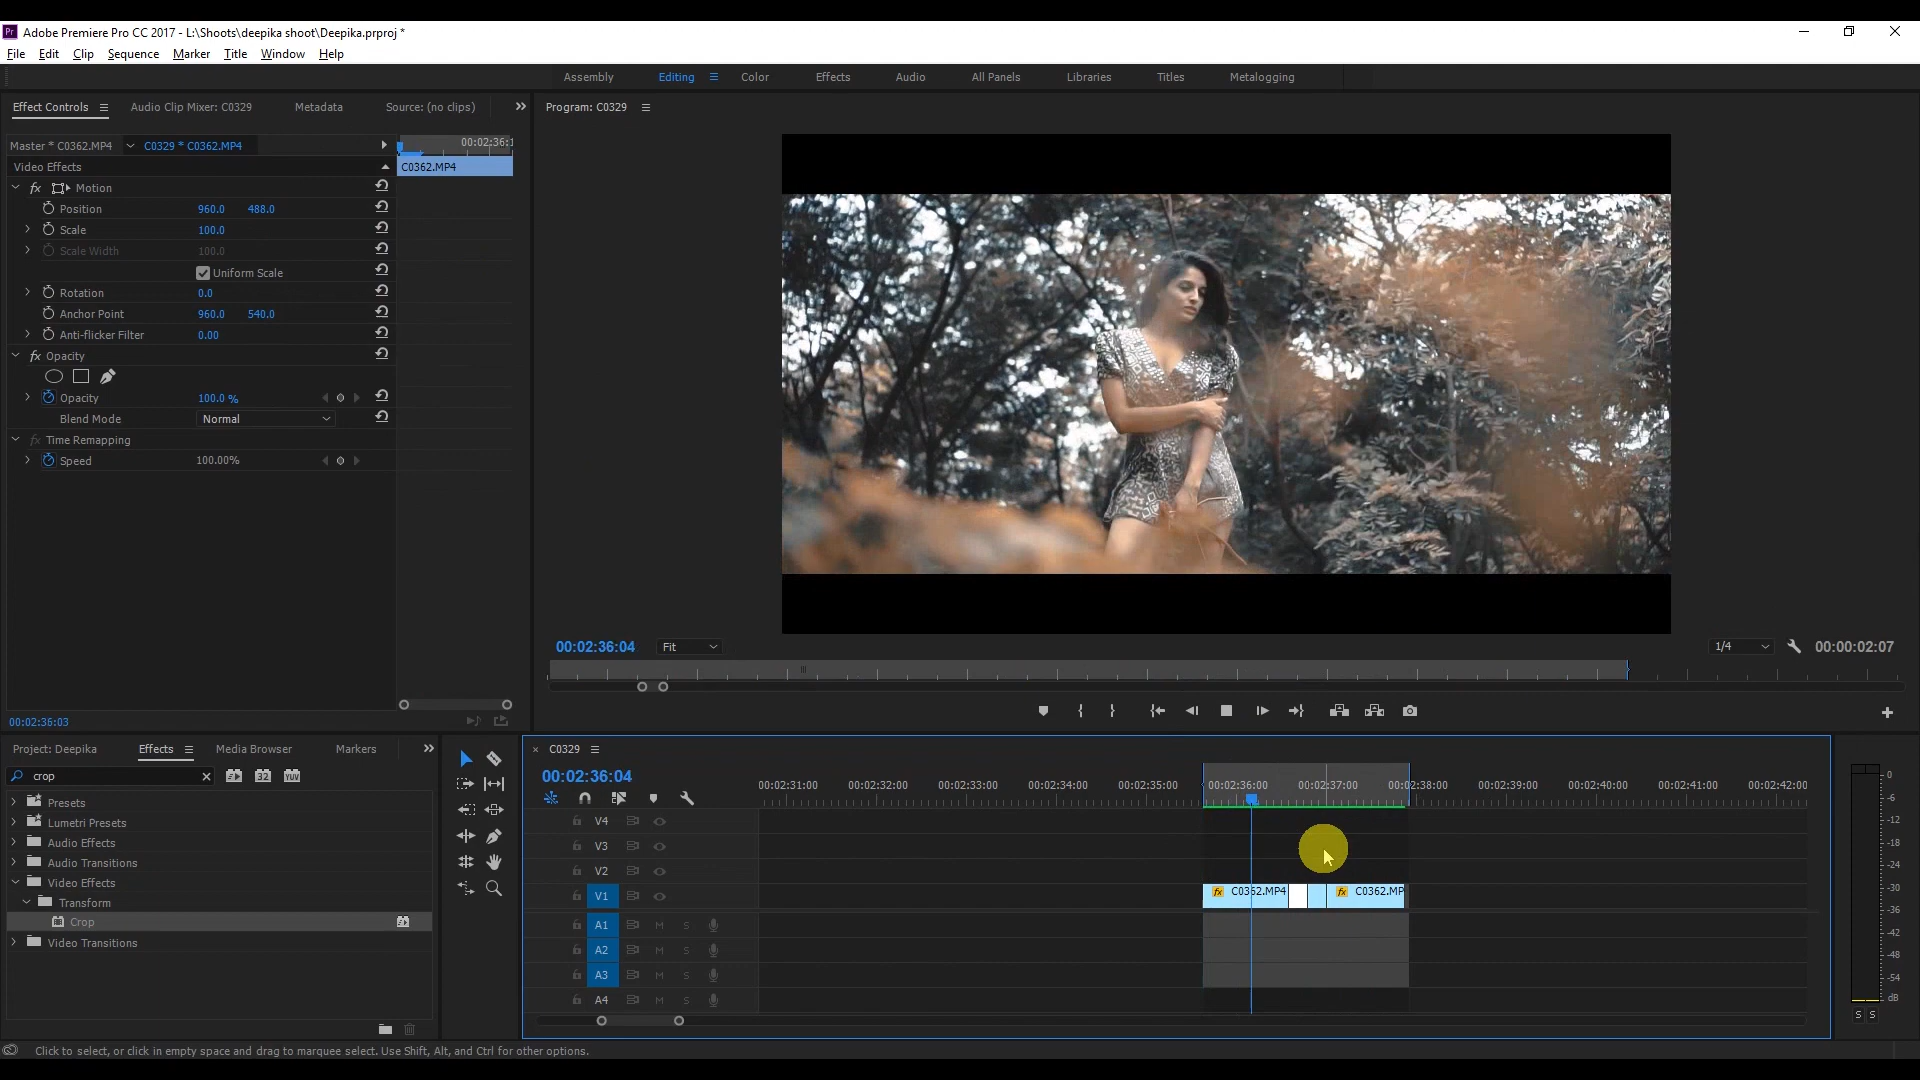 Adobe Premiere Pro CC 2017 - L:\Shoots\deepika shoot\Deepika.prproj *
File Edit Clip Sequence Marker Title Window Help
Assembly Editing Color Effects Audio All Panels Libraries Titles Metalogging
Effect Controls Audio Clip Mixer: C0329 Metadata Source: (no clips)
Program: C0329
Master * C0362.MP4 C0329 * C0362.MP4
00:02:36:1
Video Effects
C0362.MP4
fx Motion
Position 960.0 488.0
Scale 100.0
Scale Width 100.0
Uniform Scale
Rotation 0.0
Anchor Point 960.0 540.0
Anti-flicker Filter 0.00
fx Opacity
Opacity 100.0 %
Blend Mode Normal
fx Time Remapping
Speed 100.00%
00:02:36:03
00:02:36:04 Fit 1/4 00:00:02:07
Project: Deepika Effects Media Browser Markers
crop
32 YUV
Presets
Lumetri Presets
Audio Effects
Audio Transitions
Video Effects
Transform
Crop
Video Transitions
C0329
00:02:36:04
00:02:31:00 00:02:32:00 00:02:33:00 00:02:34:00 00:02:35:00 00:02:36:00 00:02:37:00 00:02:38:00 00:02:39:00 00:02:40:00 00:02:41:00 00:02:42:00
V4
V3
V2
V1 fx C0362.MP4 fx C0362.MP
A1 M S
A2 M S
A3 M S
A4 M S
0
-6
-12
-18
-24
-30
-36
-42
-48
-54
dB
S S
Click to select, or click in empty space and drag to marquee select. Use Shift, Alt, and Ctrl for other options.